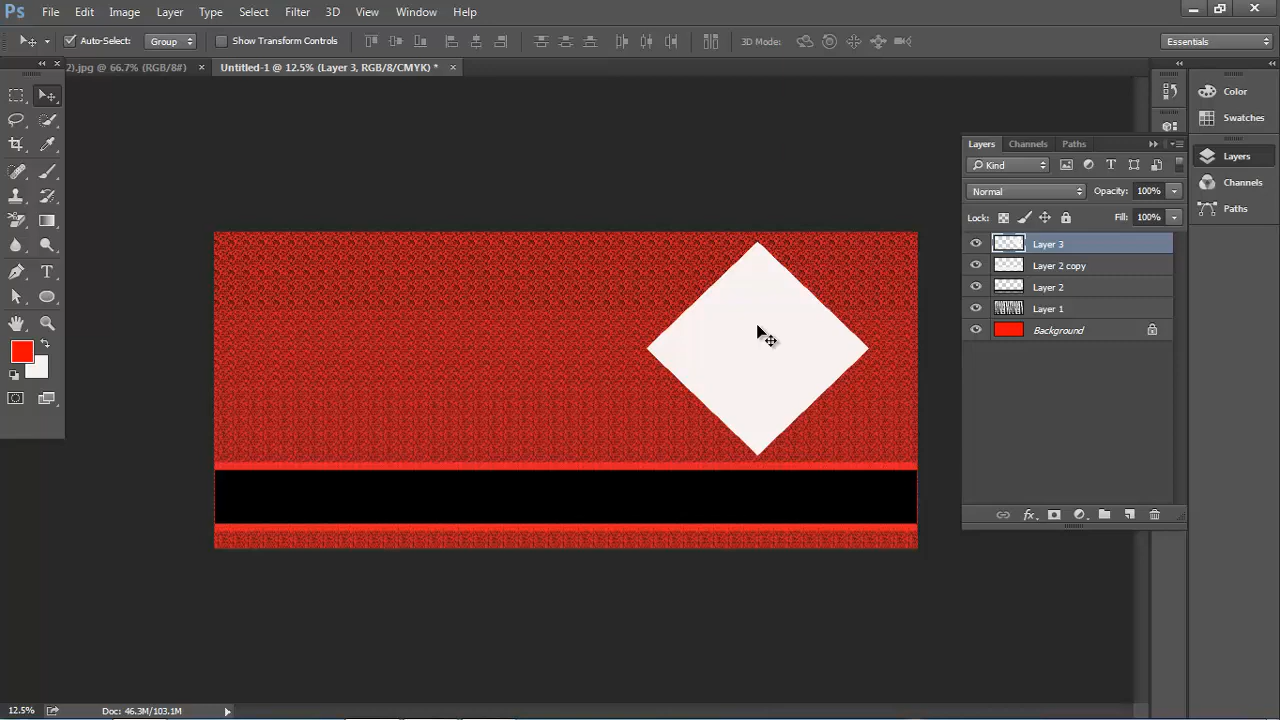 Ps File Edit Image Layer Type Select Filter 3D View Window Help
Auto-Select: Group Show Transform Controls 3D Mode: Essentials
2).jpg @ 66.7% (RGB/8#) × Untitled-1 @ 12.5% (Layer 3, RGB/8/CMYK) * ×
Color
Swatches
Layers
Channels
Paths
Layers Channels Paths
Kind
Normal Opacity: 100%
Lock: Fill: 100%
Layer 3
Layer 2 copy
Layer 2
Layer 1
Background
12.5% Doc: 46.3M/103.1M